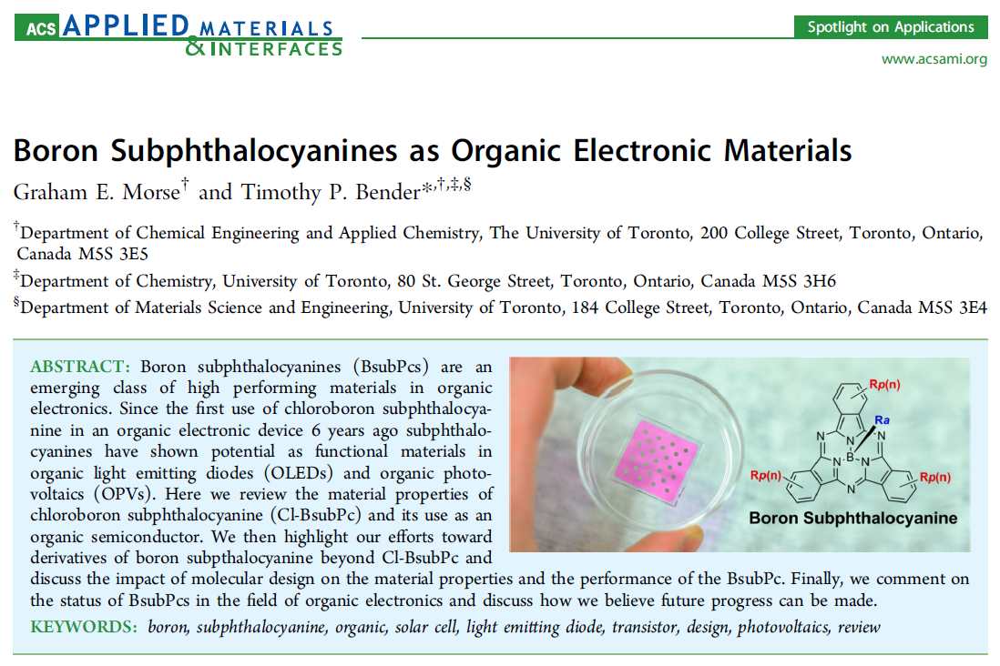 ACS APPLIED MATERIALS
& INTERFACES
Spotlight on Applications
www.acsami.org
Boron Subphthalocyanines as Organic Electronic Materials
Graham E. Morse† and Timothy P. Bender*,†,‡,§
†Department of Chemical Engineering and Applied Chemistry, The University of Toronto, 200 College Street, Toronto, Ontario,
Canada M5S 3E5
‡Department of Chemistry, University of Toronto, 80 St. George Street, Toronto, Ontario, Canada M5S 3H6
§Department of Materials Science and Engineering, University of Toronto, 184 College Street, Toronto, Ontario, Canada M5S 3E4
ABSTRACT: Boron subphthalocyanines (BsubPcs) are an
emerging class of high performing materials in organic
electronics. Since the first use of chloroboron subphthalocya-
nine in an organic electronic device 6 years ago subphthalo-
cyanines have shown potential as functional materials in
organic light emitting diodes (OLEDs) and organic photo-
voltaics (OPVs). Here we review the material properties of
chloroboron subphthalocyanine (Cl-BsubPc) and its use as an
organic semiconductor. We then highlight our efforts toward
derivatives of boron subpthalocyanine beyond Cl-BsubPc and
discuss the impact of molecular design on the material properties and the performance of the BsubPc. Finally, we comment on
the status of BsubPcs in the field of organic electronics and discuss how we believe future progress can be made.
Rp(n)
Ra
N N N
N B N
Rp(n) N Rp(n)
Boron Subphthalocyanine
KEYWORDS: boron, subphthalocyanine, organic, solar cell, light emitting diode, transistor, design, photovoltaics, review